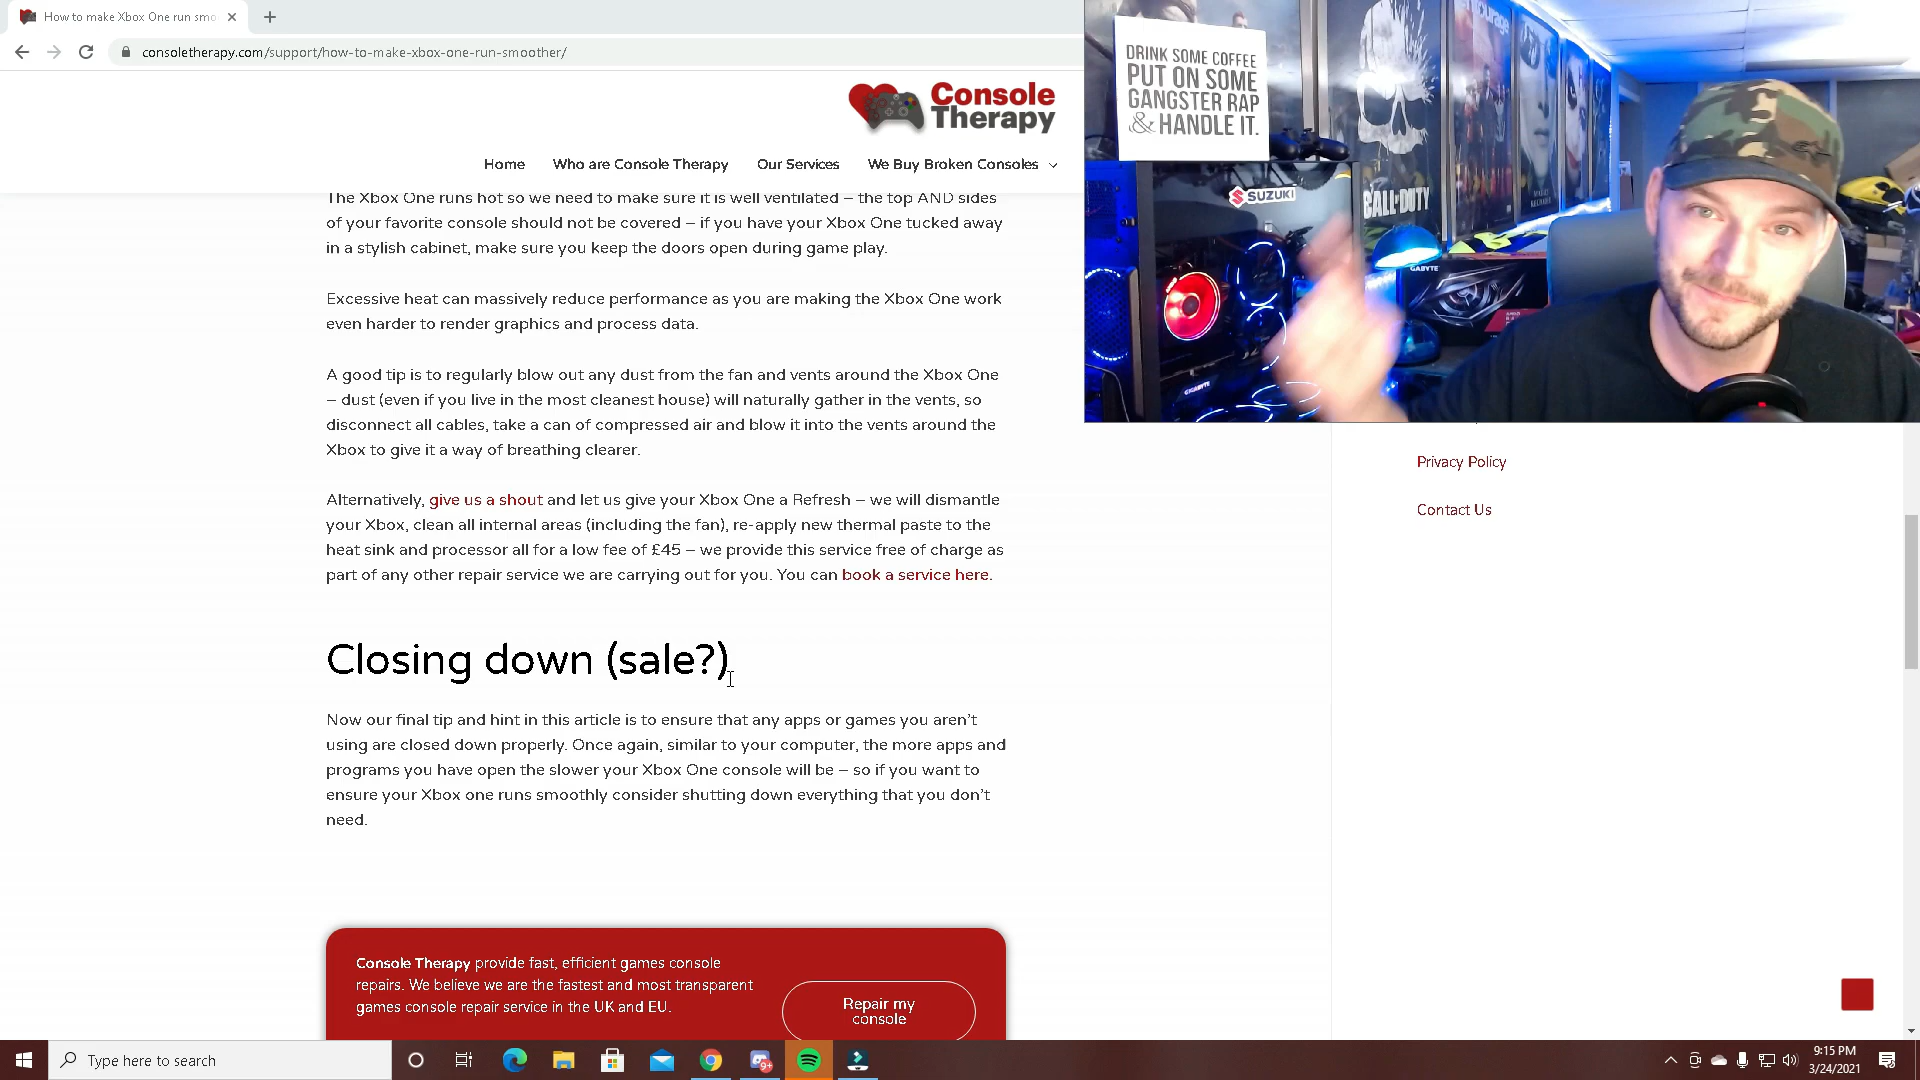 How to make Xbox One run smo
consoletherapy.com/support/how-to-make-xbox-one-run-smoother/
Console
Therapy
Home Who are Console Therapy Our Services We Buy Broken Consoles
The Xbox One runs hot so we need to make sure it is well ventilated – the top AND sides
of your favorite console should not be covered – if you have your Xbox One tucked away
in a stylish cabinet, make sure you keep the doors open during game play.
Excessive heat can massively reduce performance as you are making the Xbox One work
even harder to render graphics and process data.
A good tip is to regularly blow out any dust from the fan and vents around the Xbox One
– dust (even if you live in the most cleanest house) will naturally gather in the vents, so
disconnect all cables, take a can of compressed air and blow it into the vents around the
Xbox to give it a way of breathing clearer.
Alternatively, give us a shout and let us give your Xbox One a Refresh – we will dismantle
your Xbox, clean all internal areas (including the fan), re-apply new thermal paste to the
heat sink and processor all for a low fee of £45 – we provide this service free of charge as
part of any other repair service we are carrying out for you. You can book a service here.
Closing down (sale?)
Now our final tip and hint in this article is to ensure that any apps or games you aren't
using are closed down properly. Once again, similar to your computer, the more apps and
programs you have open the slower your Xbox One console will be – so if you want to
ensure your Xbox one runs smoothly consider shutting down everything that you don't
need.
Console Therapy provide fast, efficient games console
repairs. We believe we are the fastest and most transparent
games console repair service in the UK and EU.
Repair my
console
DRINK SOME COFFEE
PUT ON SOME
GANGSTER RAP
& HANDLE IT.
SUZUKI
CALL OF DUTY
GIGABYTE
entourage
Privacy Policy
Contact Us
Type here to search
9+
9:15 PM
3/24/2021